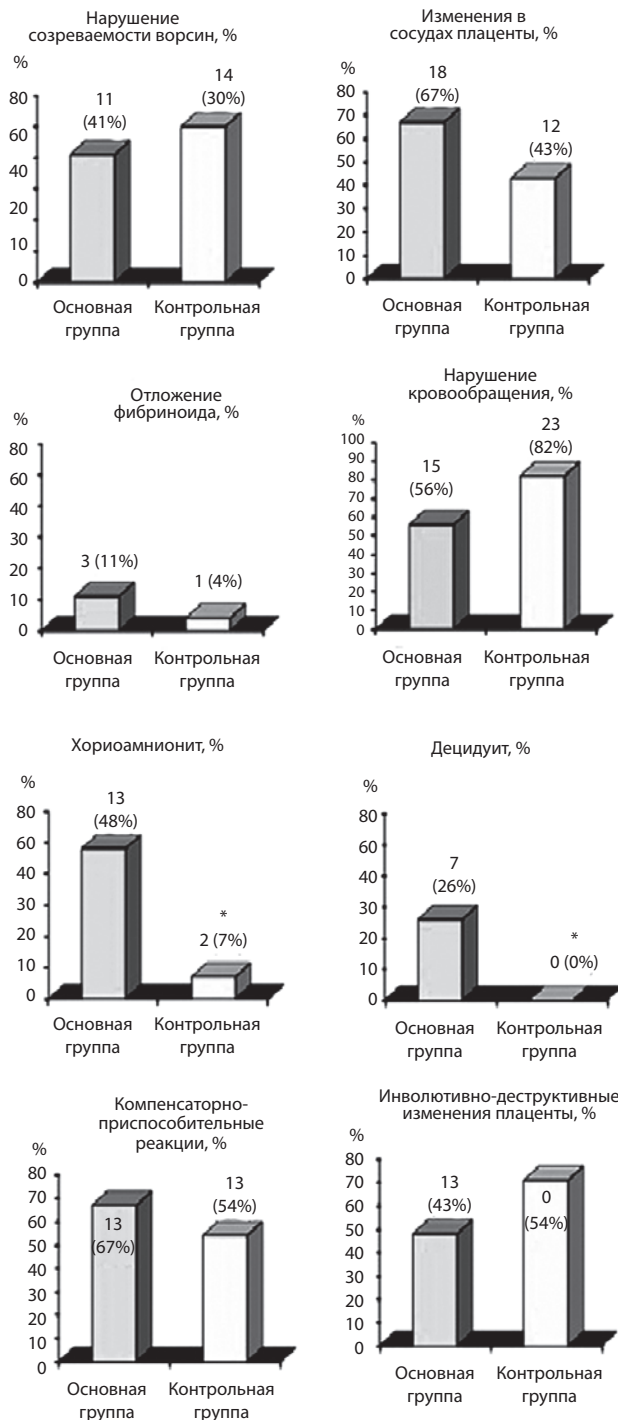 Нарушение
созреваемости ворсин, %
%
11
(41%)
14
(30%)
80
60
40
20
10
0
Основная
группа
Контрольная
группа
Изменения в
сосудах плаценты, %
%
18
(67%)
12
(43%)
80
70
60
50
40
30
20
10
0
Основная
группа
Контрольная
группа
Отложение
фибриноида, %
%
80
40
30
20
10
0
3 (11%)
1 (4%)
Основная
группа
Контрольная
группа
Нарушение
кровообращения, %
%
15
(56%)
23
(82%)
100
90
80
70
60
50
40
30
20
10
0
Основная
группа
Контрольная
группа
Хориоамнионит, %
%
13
(48%)
*
2 (7%)
80
60
40
30
20
10
0
Основная
группа
Контрольная
группа
Децидуит, %
%
7
(26%)
*
0 (0%)
80
40
30
20
10
0
Основная
группа
Контрольная
группа
Компенсаторно-
приспособительные
реакции, %
%
13
(67%)
13
(54%)
80
70
60
50
40
30
20
10
0
Основная
группа
Контрольная
группа
Инволютивно-деструктивные
изменения плаценты, %
%
13
(43%)
0
(54%)
80
70
60
50
40
30
20
10
0
Основная
группа
Контрольная
группа